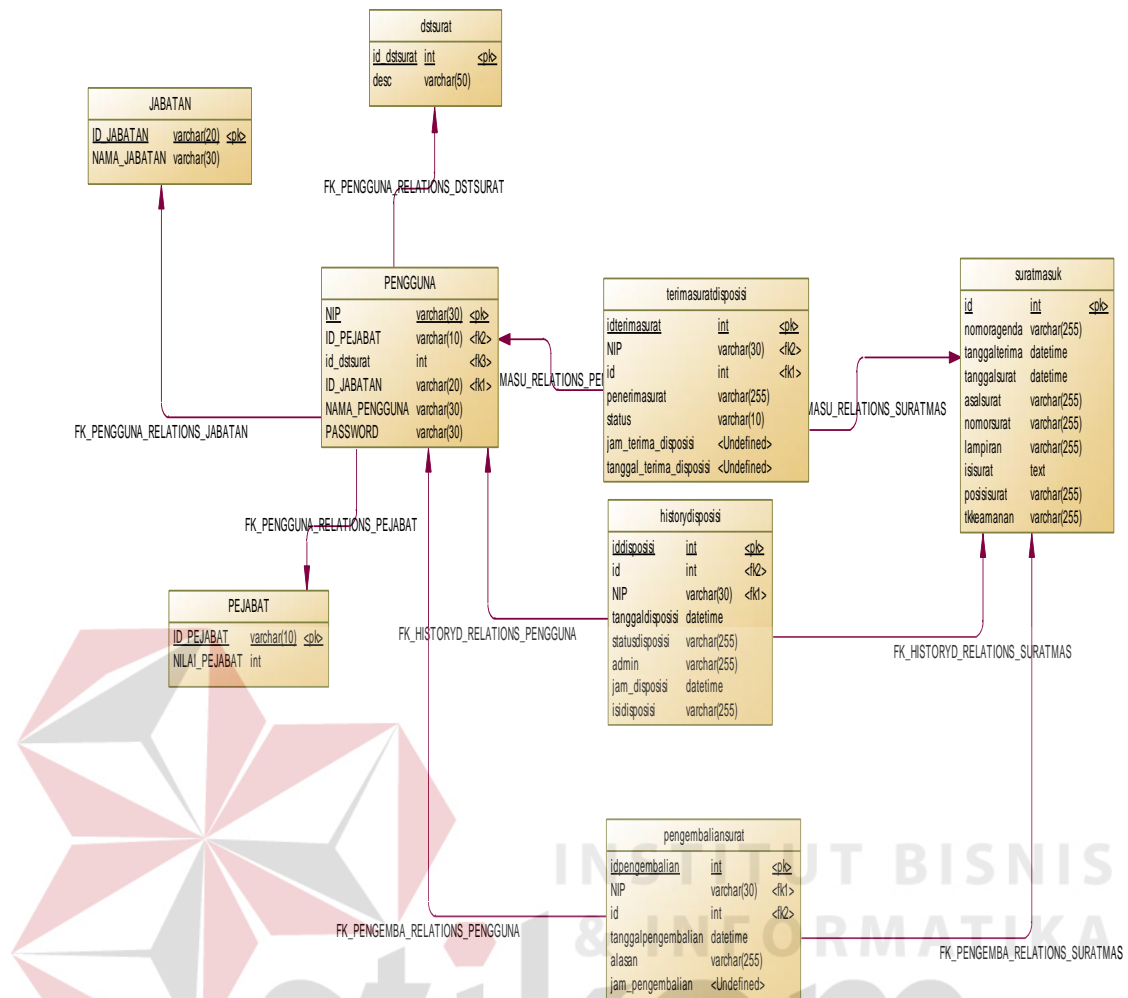 dstsurat
id_dstsurat int <pk>
desc varchar(50)
JABATAN
ID_JABATAN varchar(20) <pk>
NAMA_JABATAN varchar(30)
FK_PENGGUNA_RELATIONS_DSTSURAT
PENGGUNA
NIP varchar(30) <pk>
ID_PEJABAT varchar(10) <fk2>
id_dstsurat int <fk3>
ID_JABATAN varchar(20) <fk1>
NAMA_PENGGUNA varchar(30)
PASSWORD varchar(30)
terimasuratdisposisi
idterimasurat int <pk>
NIP varchar(30) <fk2>
id int <fk1>
penerimasurat varchar(255)
status varchar(10)
jam_terima_disposisi <Undefined>
tanggal_terima_disposisi <Undefined>
suratmasuk
id int <pk>
nomoragenda varchar(255)
tanggalterima datetime
tanggalsurat datetime
asalsurat varchar(255)
nomorsurat varchar(255)
lampiran varchar(255)
isisurat text
posisisurat varchar(255)
tkkeamanan varchar(255)
MASU_RELATIONS_PE
MASU_RELATIONS_SURATMAS
FK_PENGGUNA_RELATIONS_JABATAN
FK_PENGGUNA_RELATIONS_PEJABAT
historydisposisi
iddisposisi int <pk>
id int <fk2>
NIP varchar(30) <fk1>
tanggaldisposisi datetime
statusdisposisi varchar(255)
admin varchar(255)
jam_disposisi datetime
isidisposisi varchar(255)
PEJABAT
ID_PEJABAT varchar(10) <pk>
NILAI_PEJABAT int
FK_HISTORYD_RELATIONS_PENGGUNA
FK_HISTORYD_RELATIONS_SURATMAS
pengembaliansurat
idpengembalian int <pk>
NIP varchar(30) <fk1>
id int <fk2>
tanggalpengembalian datetime
alasan varchar(255)
jam_pengembalian <Undefined>
FK_PENGEMBA_RELATIONS_PENGGUNA
FK_PENGEMBA_RELATIONS_SURATMAS
INSTITUT BISNIS
& INFORMATIKA